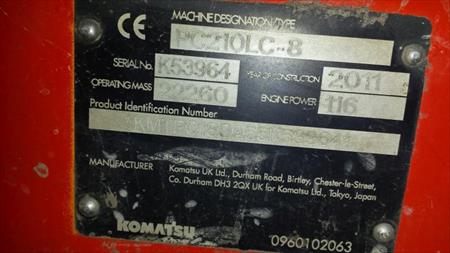 CE MACHINE DESIGNATION/TYPE
PC210LC-8
SERIAL No. K53964 YEAR OF CONSTRUCTION 2011
OPERATING MASS 22260 ENGINE POWER 116
Product Identification Number
MANUFACTURER Komatsu UK Ltd., Durham Road, Birtley, Chester-le-Street,
Co. Durham DH3 2QX UK for Komatsu Ltd., Tokyo, Japan
KOMATSU 0960102063